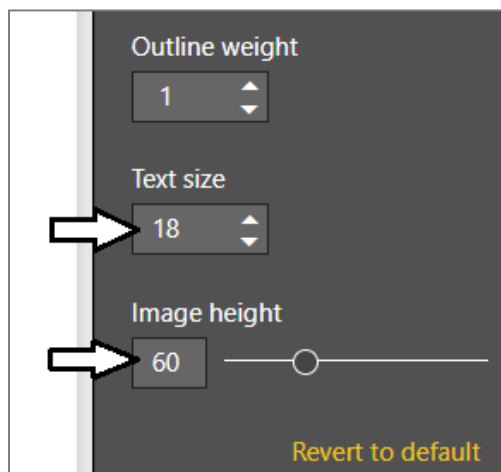 Outline weight
1
Text size
18
Image height
60
Revert to default